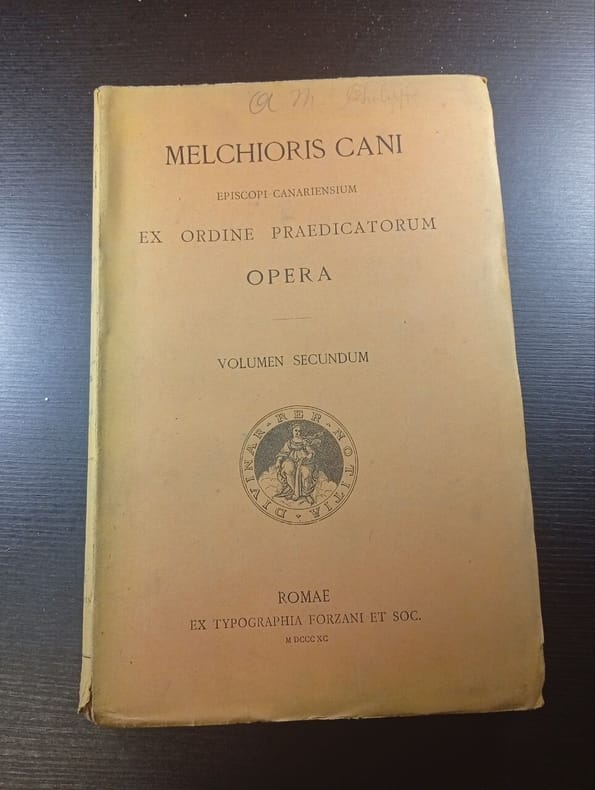 MELCHIORIS CANI
EPISCOPI CANARIENSIUM
EX ORDINE PRAEDICATORUM
OPERA
VOLUMEN SECUNDUM
DIVINAR · RER · NOTITIA
ROMAE
EX TYPOGRAPHIA FORZANI ET SOC.
M DCCC XC